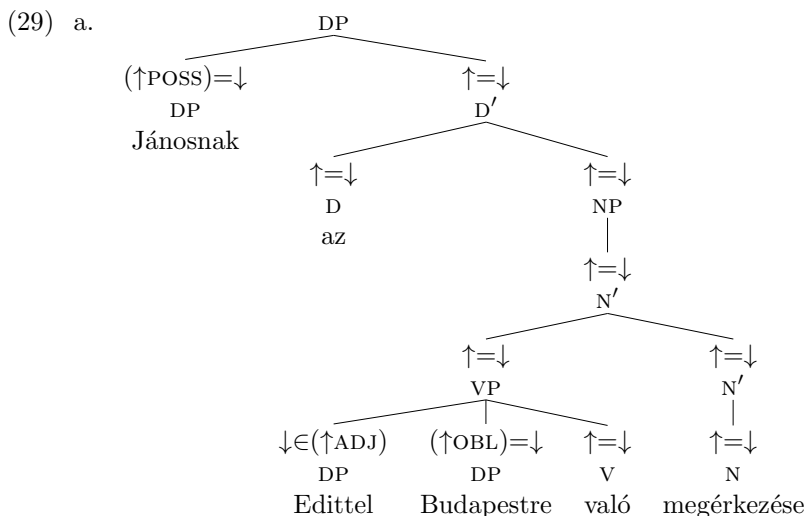 (29) a. DP
(↑POSS)=↓ ↑=↓
DP D′
Jánosnak
↑=↓ ↑=↓
D NP
az
↑=↓
N′
↑=↓ ↑=↓
VP N′
↓∈(↑ADJ) (↑OBL)=↓ ↑=↓ ↑=↓
DP DP V N
Edittel Budapestre való megérkezése